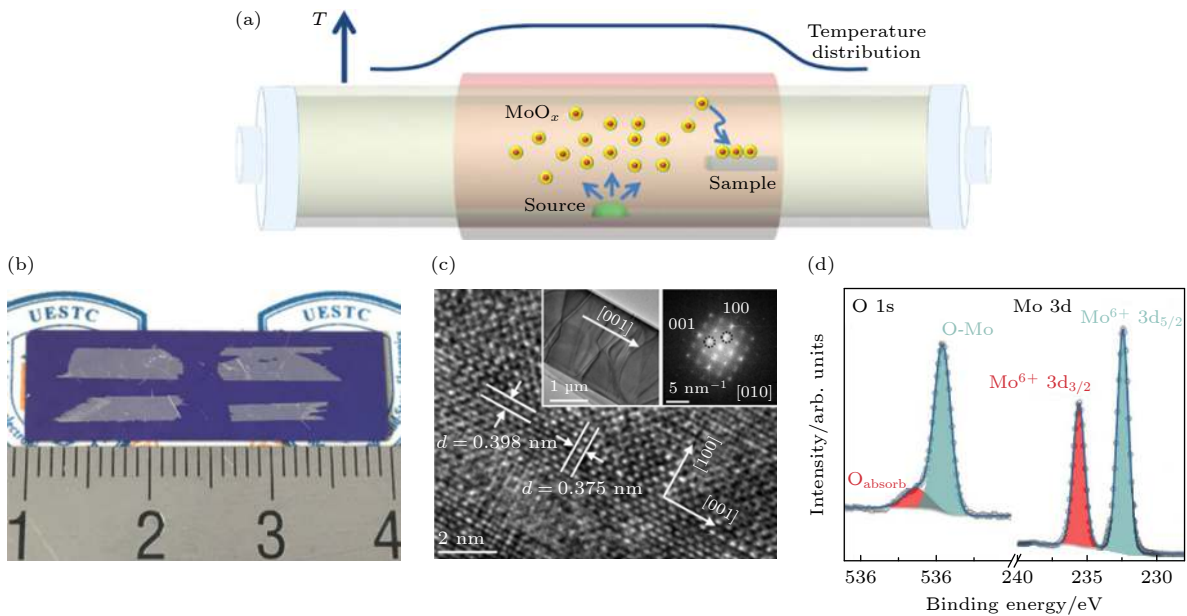 (a)
T
Temperature
distribution
MoOₓ
Source
Sample
(b)
UESTC
UESTC
1 2 3 4
(c)
[001]
1 μm
100
001
5 nm⁻¹
[010]
d = 0.398 nm
d = 0.375 nm
[100]
[001]
2 nm
(d)
O 1s
Mo 3d
O-Mo
Mo⁶⁺ 3d₅/₂
Mo⁶⁺ 3d₃/₂
Oabsorb
Intensity/arb. units
536 536 240 235 230
Binding energy/eV